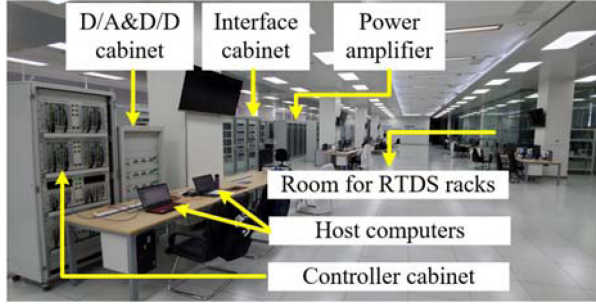 D/A&D/D
cabinet
Interface
cabinet
Power
amplifier
Room for RTDS racks
Host computers
Controller cabinet